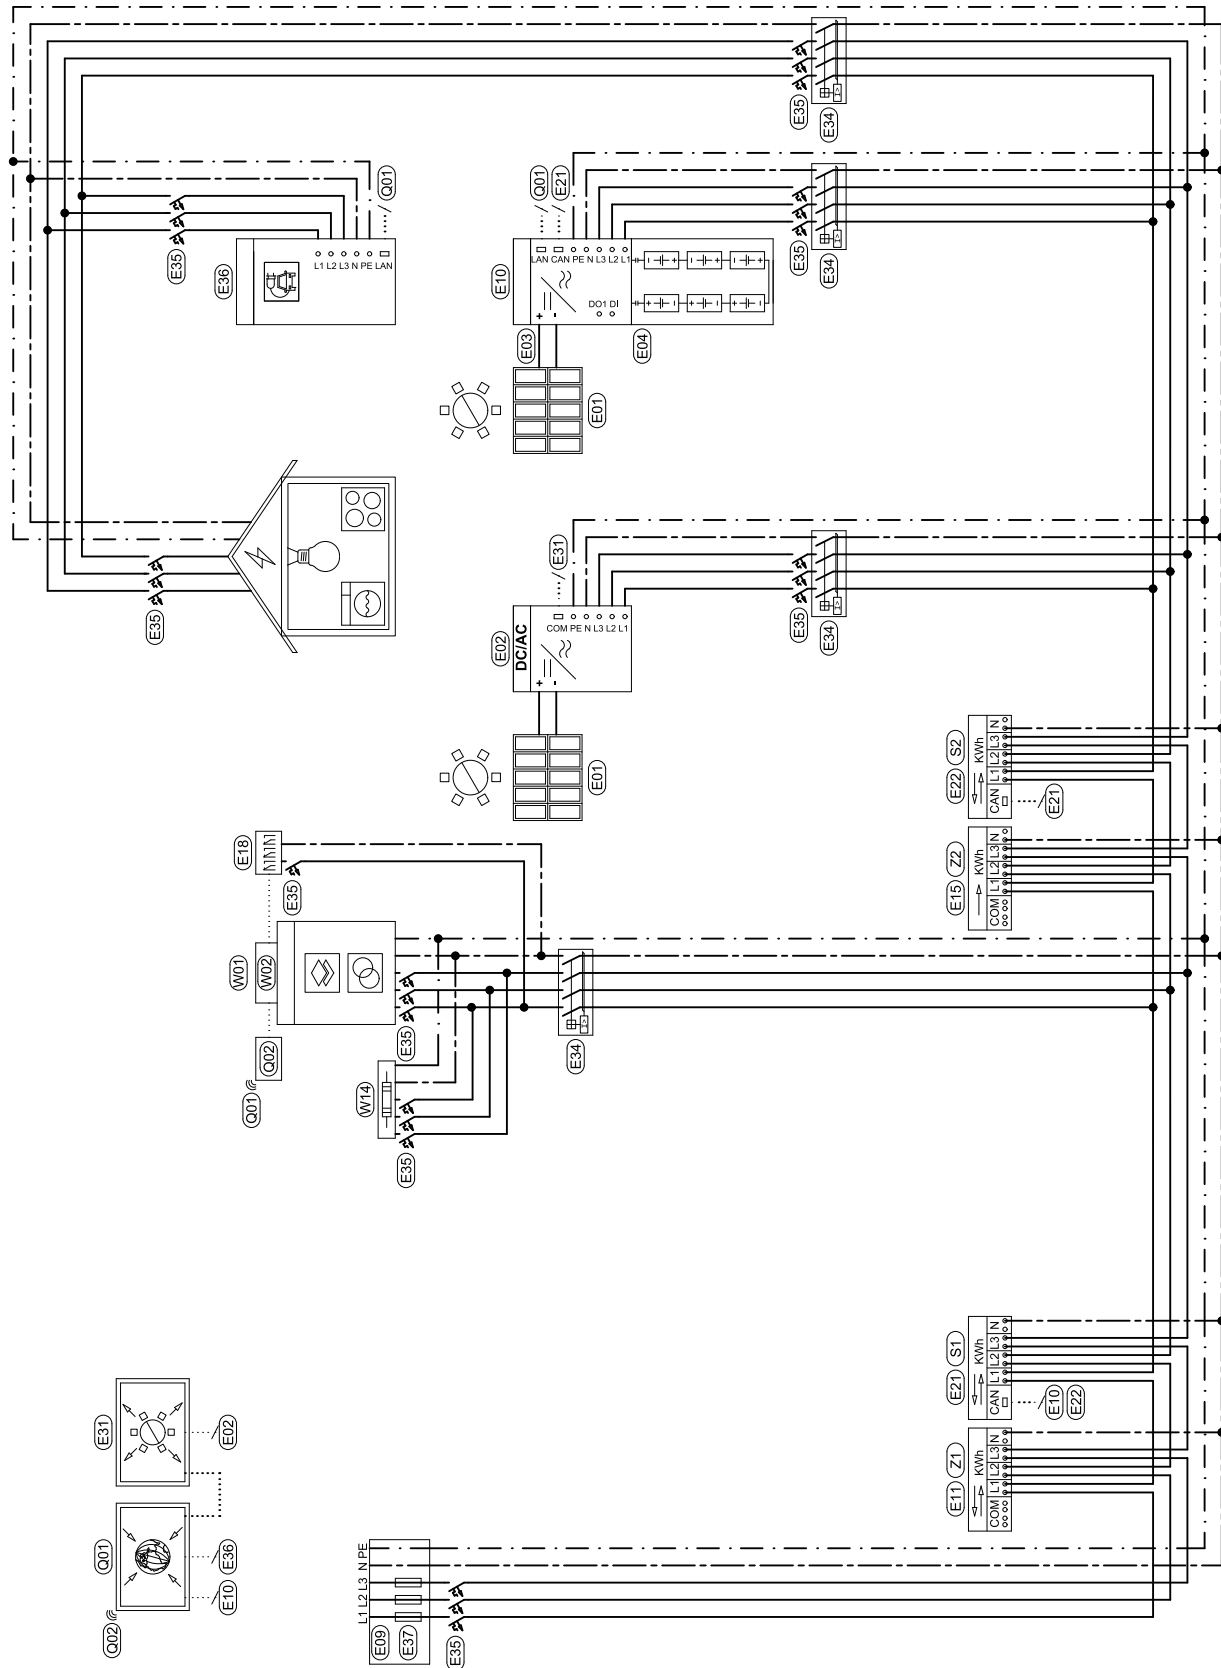 Q02
Q01
E10
E36
E31
E02
L1 L2 L3 N PE
E09
E37
E35
Q01
Q02
W01
W02
E18
E35
E35
W14
E35
E34
E35
E36
L1 L2 L3 N PE LAN
E35
Q01
E01
E02
DC/AC
+ -
COM PE N L3 L2 L1
E31
E35
E34
I>
E01
E03
E10
+ -
LAN CAN PE N L3 L2 L1
DO1 DI
E04
Q01
E21
E35
E34
I>
E35
E34
I>
E11
Z1
KWh
COM L1 L2 L3 N
E21
S1
KWh
CAN L1 L2 L3 N
E10
E22
E15
Z2
KWh
COM L1 L2 L3 N
E22
S2
KWh
CAN L1 L2 L3 N
E21